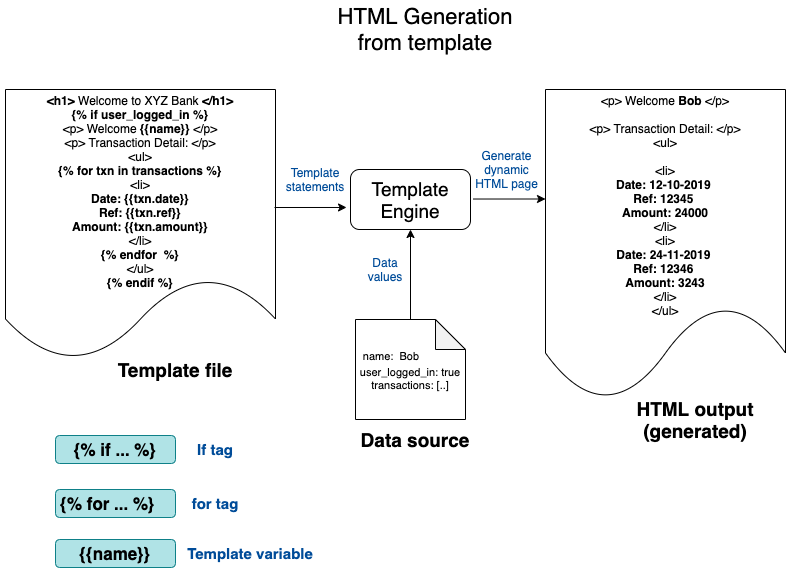 HTML Generation
from template
<h1> Welcome to XYZ Bank </h1>
{% if user_logged_in %}
<p> Welcome {{name}} </p>
<p> Transaction Detail: </p>
<ul>
{% for txn in transactions %}
<li>
Date: {{txn.date}}
Ref: {{txn.ref}}
Amount: {{txn.amount}}
</li>
{% endfor  %}
</ul>
{% endif %}
Template file
Template
statements
Template
Engine
Data
values
name:  Bob
user_logged_in: true
transactions: [..]
Data source
Generate
dynamic
HTML page
<p> Welcome Bob </p>
<p> Transaction Detail: </p>
<ul>
<li>
Date: 12-10-2019
Ref: 12345
Amount: 24000
</li>
<li>
Date: 24-11-2019
Ref: 12346
Amount: 3243
</li>
</ul>
HTML output
(generated)
{% if ... %} If tag
{% for ... %} for tag
{{name}} Template variable